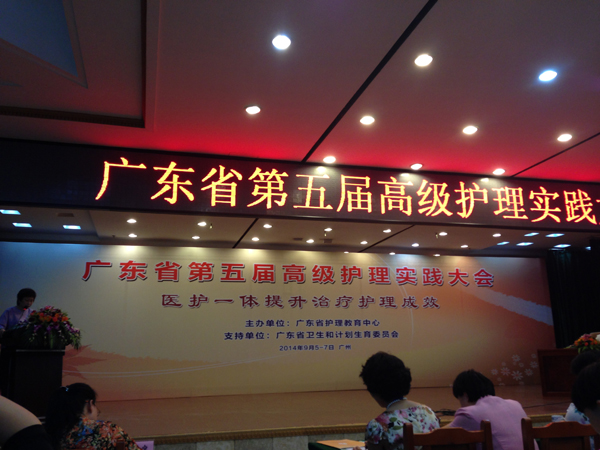 广东省第五届高级护理实践
广东省第五届高级护理实践大会
医护一体提升治疗护理成效
主办单位：广东省护理教育中心
支持单位：广东省卫生和计划生育委员会
2014年9月5-7日 广州